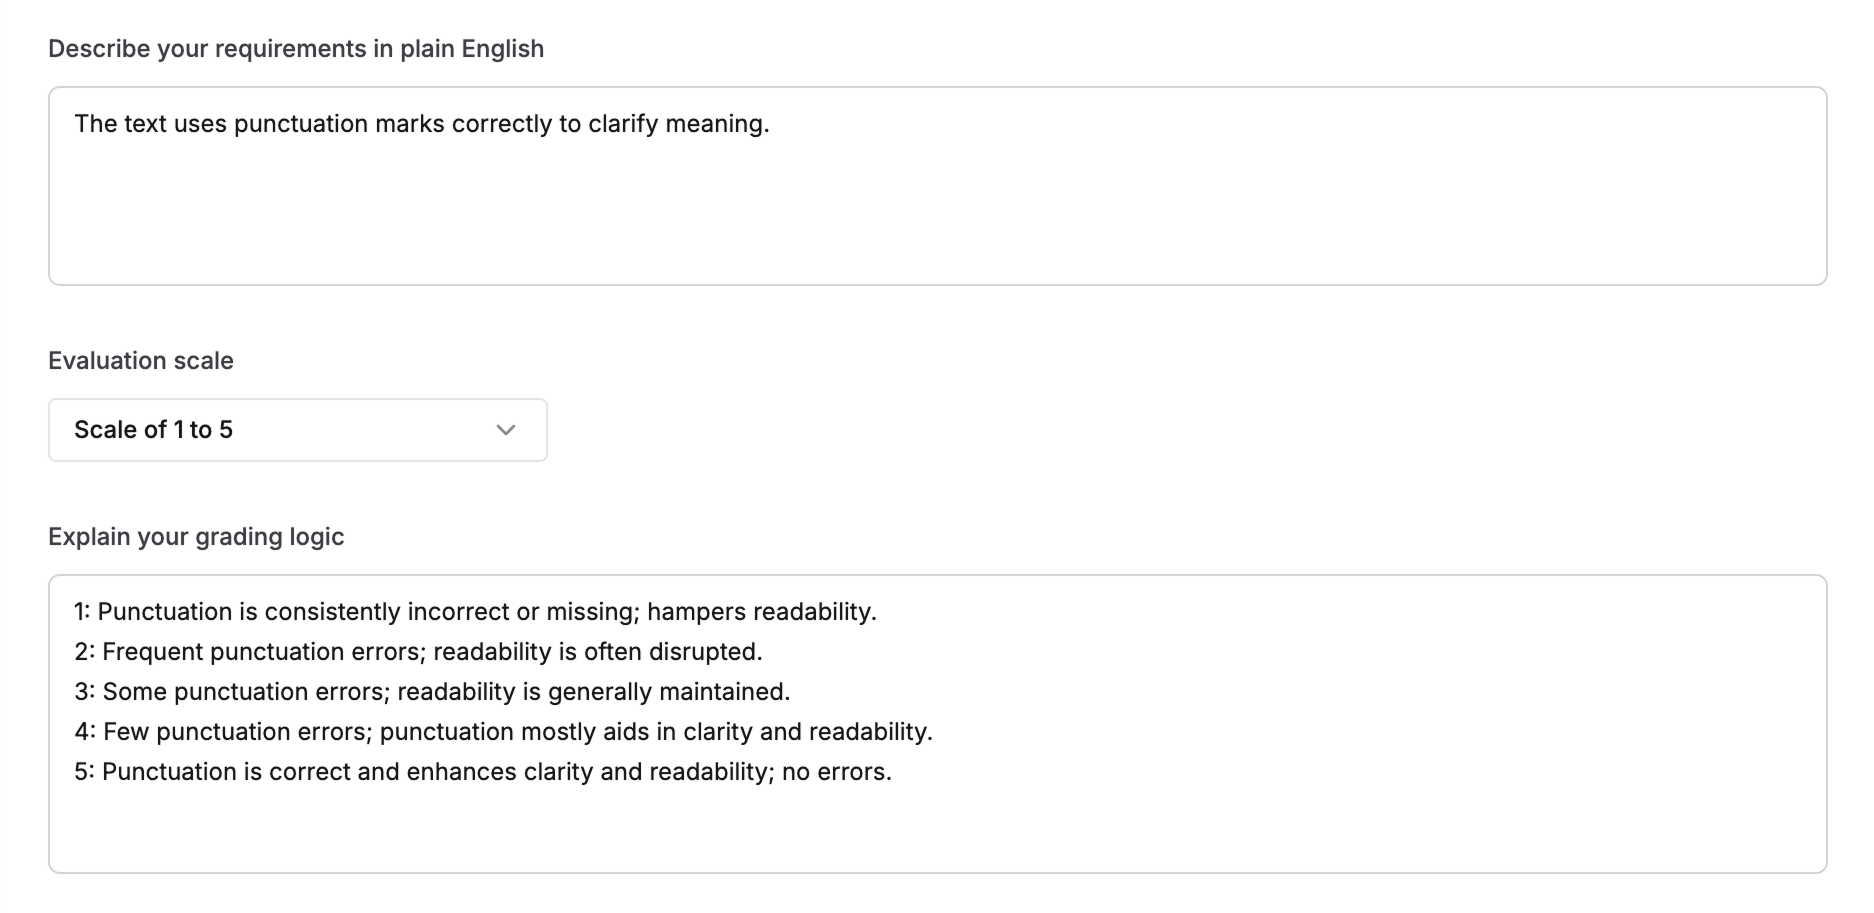 Describe your requirements in plain English
The text uses punctuation marks correctly to clarify meaning.
Evaluation scale
Scale of 1 to 5
Explain your grading logic
1: Punctuation is consistently incorrect or missing; hampers readability.
2: Frequent punctuation errors; readability is often disrupted.
3: Some punctuation errors; readability is generally maintained.
4: Few punctuation errors; punctuation mostly aids in clarity and readability.
5: Punctuation is correct and enhances clarity and readability; no errors.